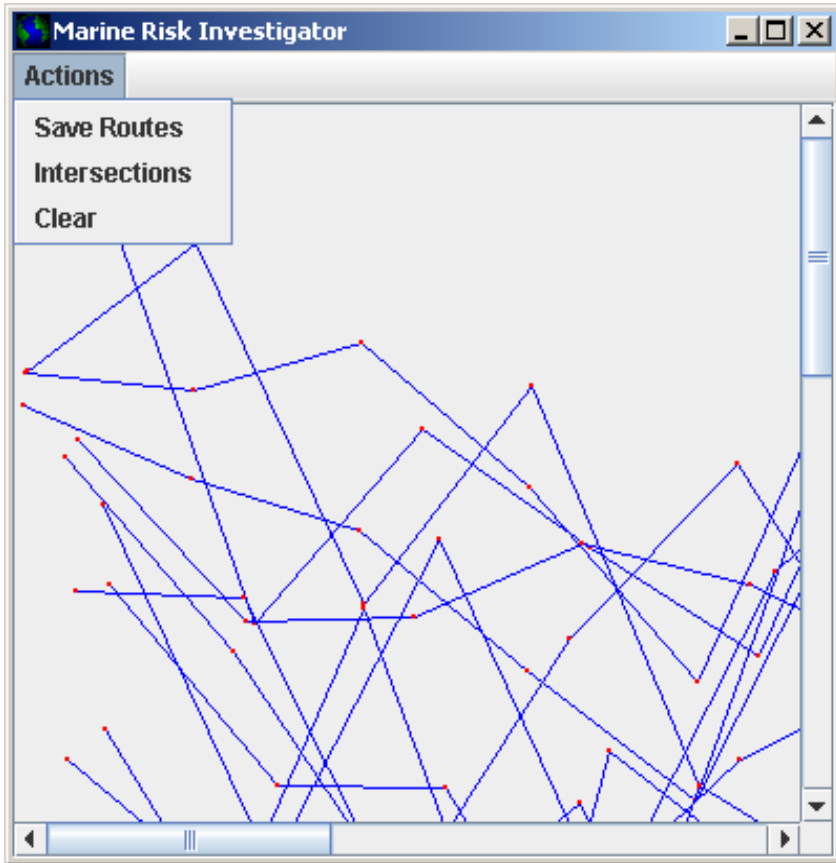 Marine Risk Investigator
Actions
Save Routes
Intersections
Clear